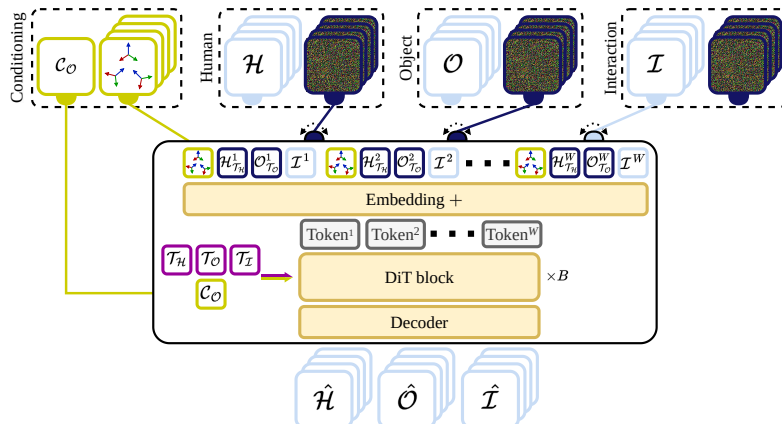 Conditioning
𝒞_𝒪
Human
ℋ
Object
𝒪
Interaction
ℐ
ℋ^1_{𝒯_ℋ} 𝒪^1_{𝒯_𝒪} ℐ^1 ℋ^2_{𝒯_ℋ} 𝒪^2_{𝒯_𝒪} ℐ^2 ℋ^W_{𝒯_ℋ} 𝒪^W_{𝒯_𝒪} ℐ^W
Embedding +
Token^1 Token^2 Token^W
𝒯_ℋ 𝒯_𝒪 𝒯_ℐ
𝒞_𝒪
DiT block
×B
Decoder
ℋ̂ 𝒪̂ ℐ̂